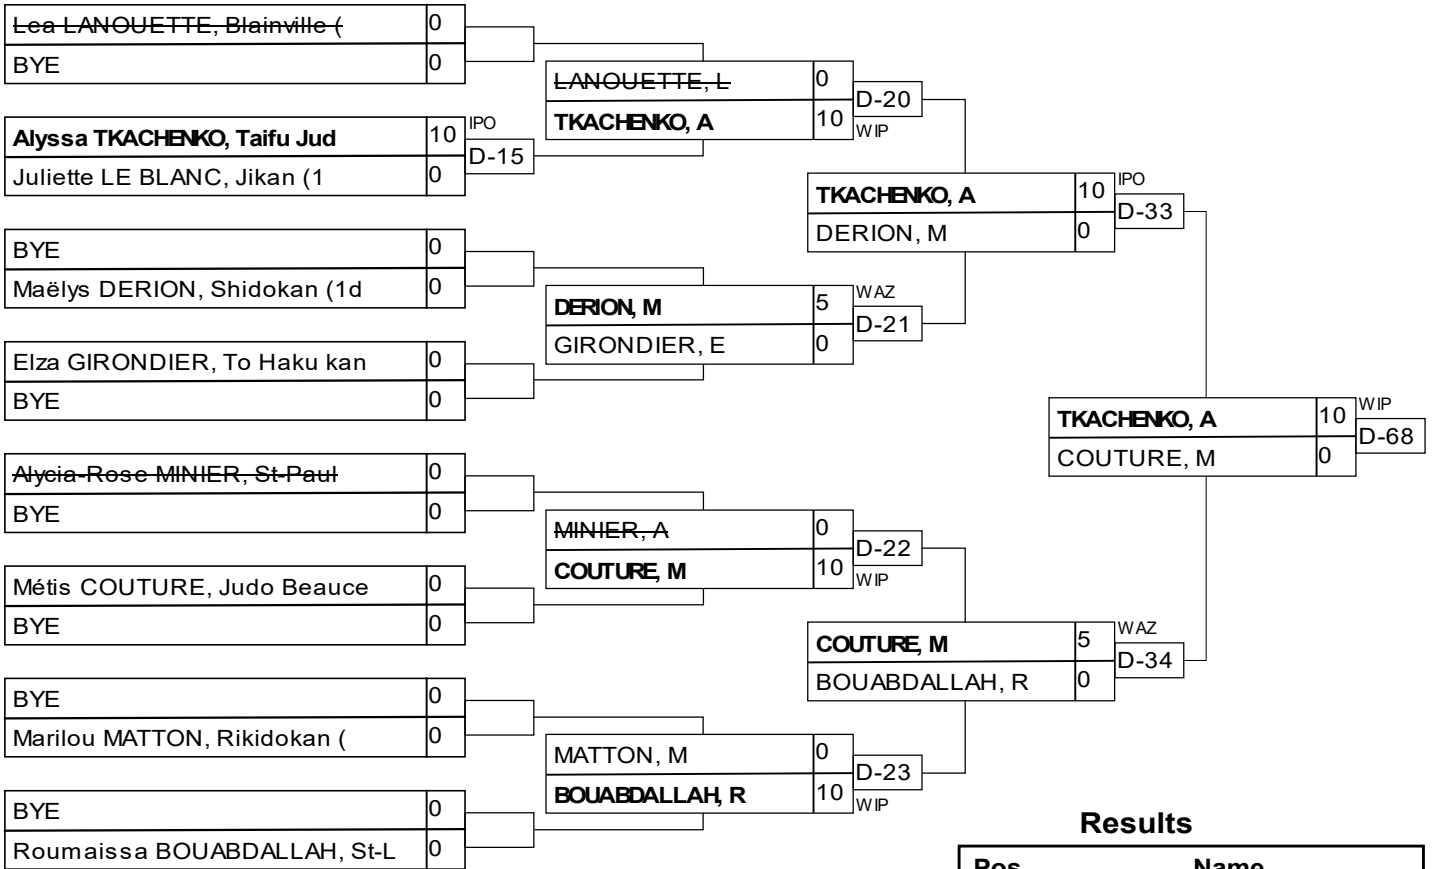 Lea LANOUETTE, Blainville ( 0
BYE 0
LANOUETTE, L 0
TKACHENKO, A 10
D-20
WIP
Alyssa TKACHENKO, Taifu Jud 10
Juliette LE BLANC, Jikan (1 0
IPO
D-15
TKACHENKO, A 10
DERION, M 0
IPO
D-33
BYE 0
Maëlys DERION, Shidokan (1d 0
DERION, M 5
GIRONDIER, E 0
WAZ
D-21
Elza GIRONDIER, To Haku kan 0
BYE 0
TKACHENKO, A 10
COUTURE, M 0
WIP
D-68
Alycia-Rose MINIER, St-Paul 0
BYE 0
MINIER, A 0
COUTURE, M 10
D-22
WIP
Métis COUTURE, Judo Beauce 0
BYE 0
COUTURE, M 5
BOUABDALLAH, R 0
WAZ
D-34
BYE 0
Marilou MATTON, Rikidokan ( 0
MATTON, M 0
BOUABDALLAH, R 10
D-23
WIP
BYE 0
Roumaissa BOUABDALLAH, St-L 0
Results
Pos Name